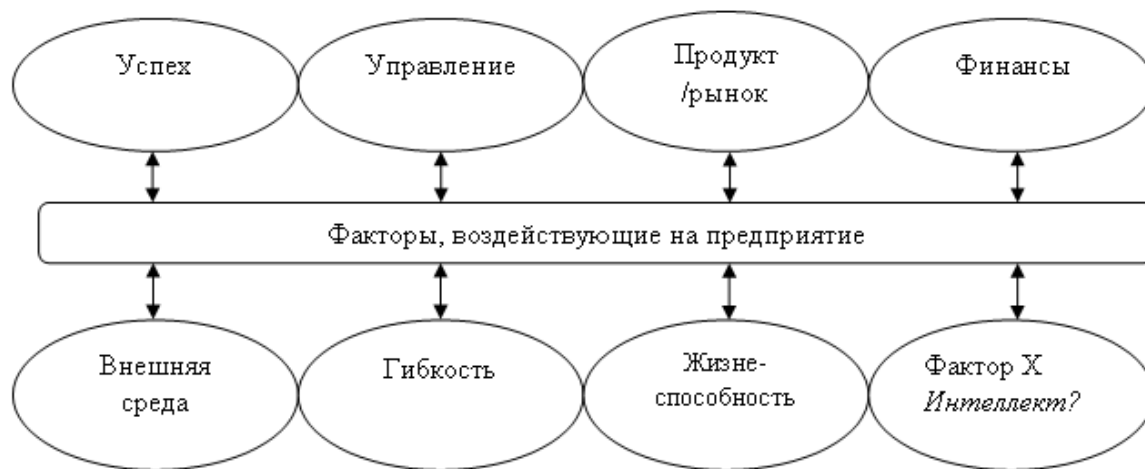 Успех
Управление
Продукт
/рынок
Финансы
Факторы, воздействующие на предприятие
Внешняя
среда
Гибкость
Жизне-
способность
Фактор X
Интеллект?